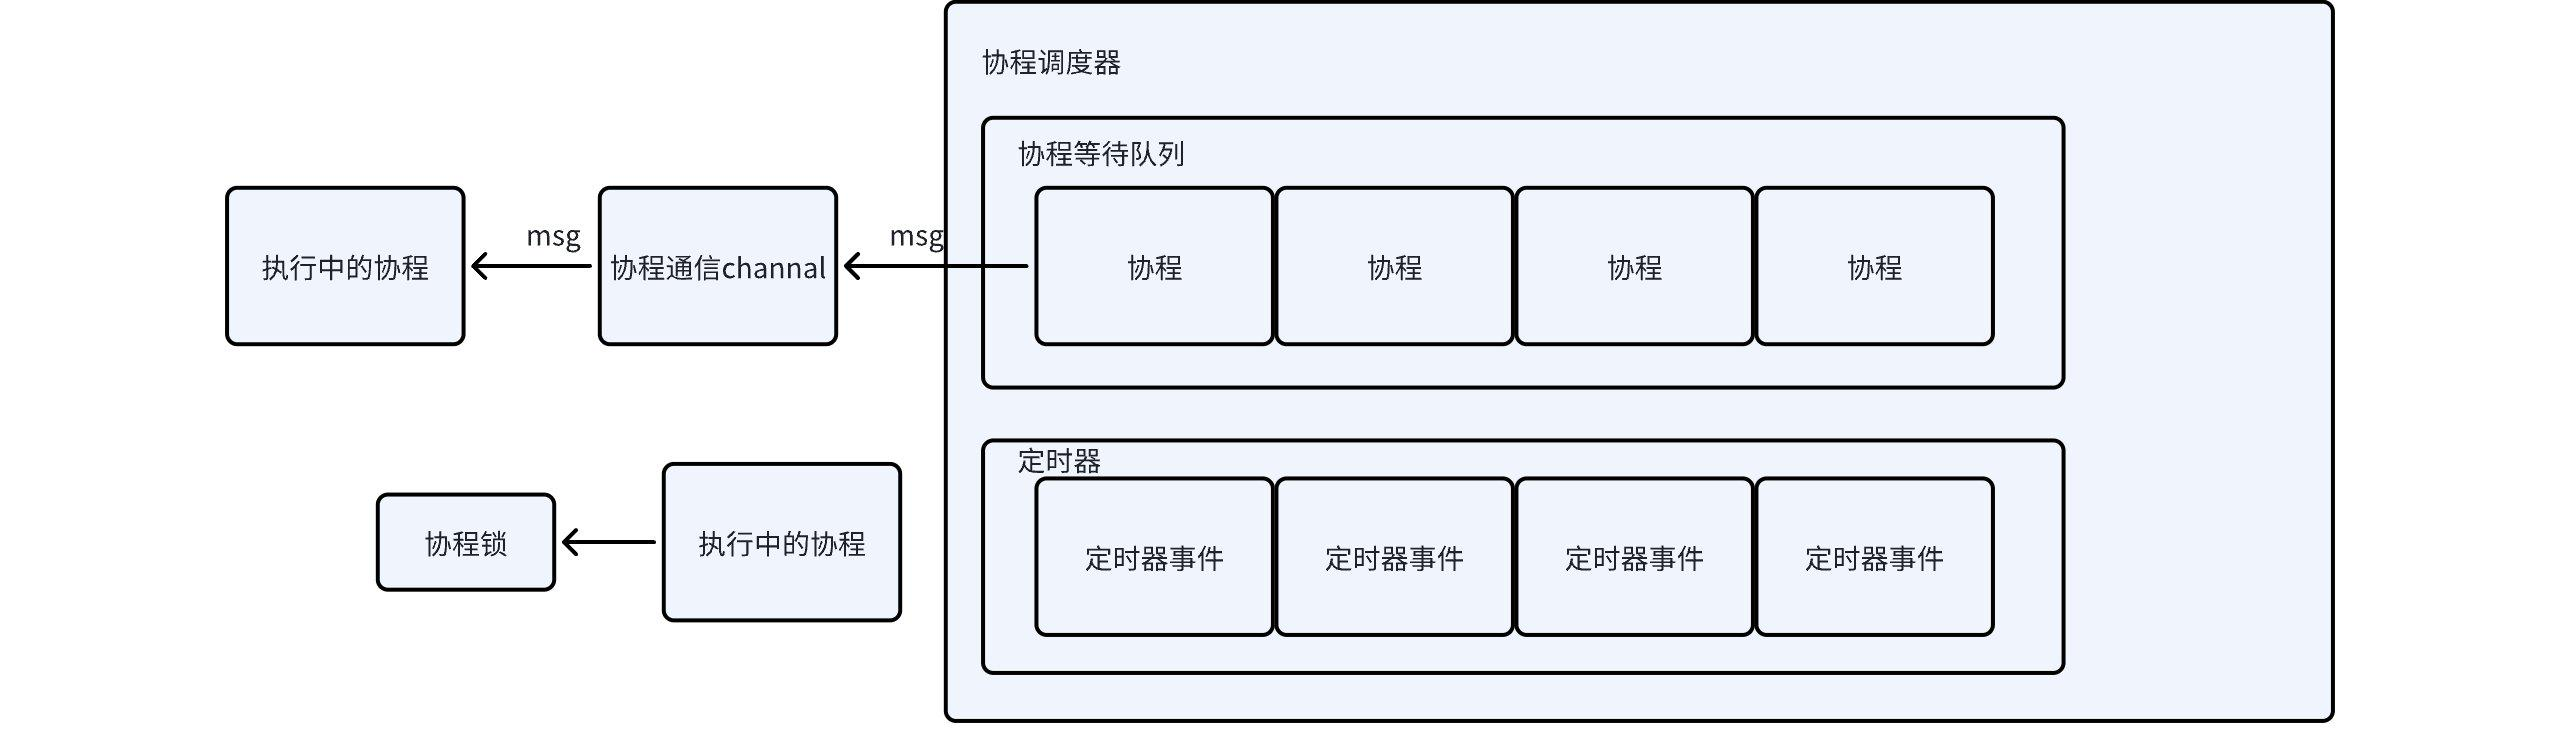 协程调度器
协程等待队列
执行中的协程
msg
协程通信channal
msg
协程
协程
协程
协程
定时器
协程锁
执行中的协程
定时器事件
定时器事件
定时器事件
定时器事件